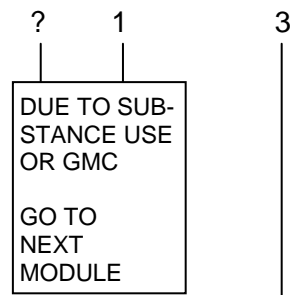 ? 1 3
DUE TO SUB-
STANCE USE
OR GMC
GO TO
NEXT
MODULE